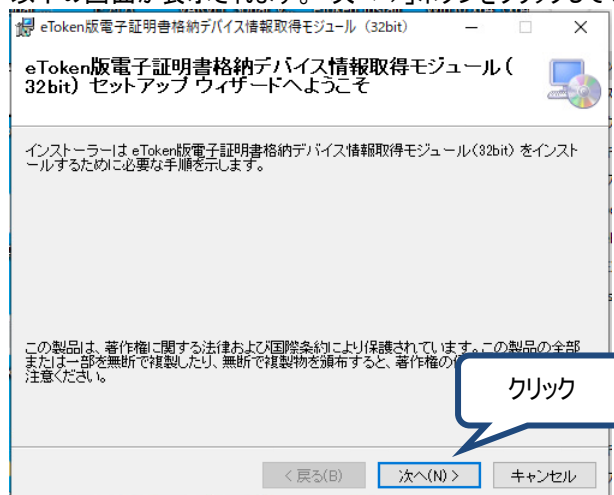 eToken版電子証明書格納デバイス情報取得モジュール (32bit)
eToken版電子証明書格納デバイス情報取得モジュール(
32bit) セットアップ ウィザードへようこそ
インストーラーは eToken版電子証明書格納デバイス情報取得モジュール(32bit) をインスト
ールするために必要な手順を示します。
この製品は、著作権に関する法律および国際条約により保護されています。この製品の全部
または一部を無断で複製したり、無断で複製物を頒布すると、著作権の
注意ください。
クリック
< 戻る(B)
次へ(N) >
キャンセル